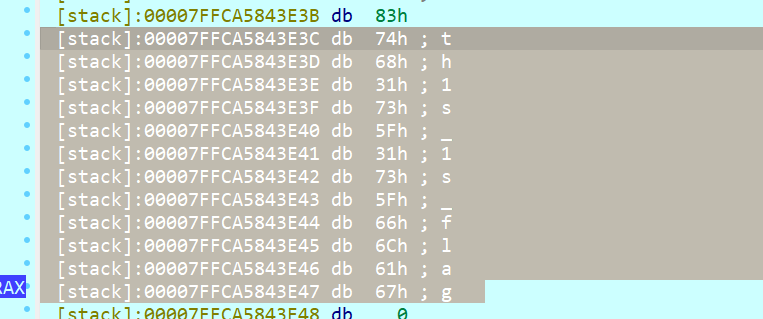 [stack]:00007FFCA5843E3B db 83h
[stack]:00007FFCA5843E3C db 74h ; t
[stack]:00007FFCA5843E3D db 68h ; h
[stack]:00007FFCA5843E3E db 31h ; 1
[stack]:00007FFCA5843E3F db 73h ; s
[stack]:00007FFCA5843E40 db 5Fh ; _
[stack]:00007FFCA5843E41 db 31h ; 1
[stack]:00007FFCA5843E42 db 73h ; s
[stack]:00007FFCA5843E43 db 5Fh ; _
[stack]:00007FFCA5843E44 db 66h ; f
[stack]:00007FFCA5843E45 db 6Ch ; l
[stack]:00007FFCA5843E46 db 61h ; a
RAX [stack]:00007FFCA5843E47 db 67h ; g
[stack]:00007FFCA5843E48 db 0